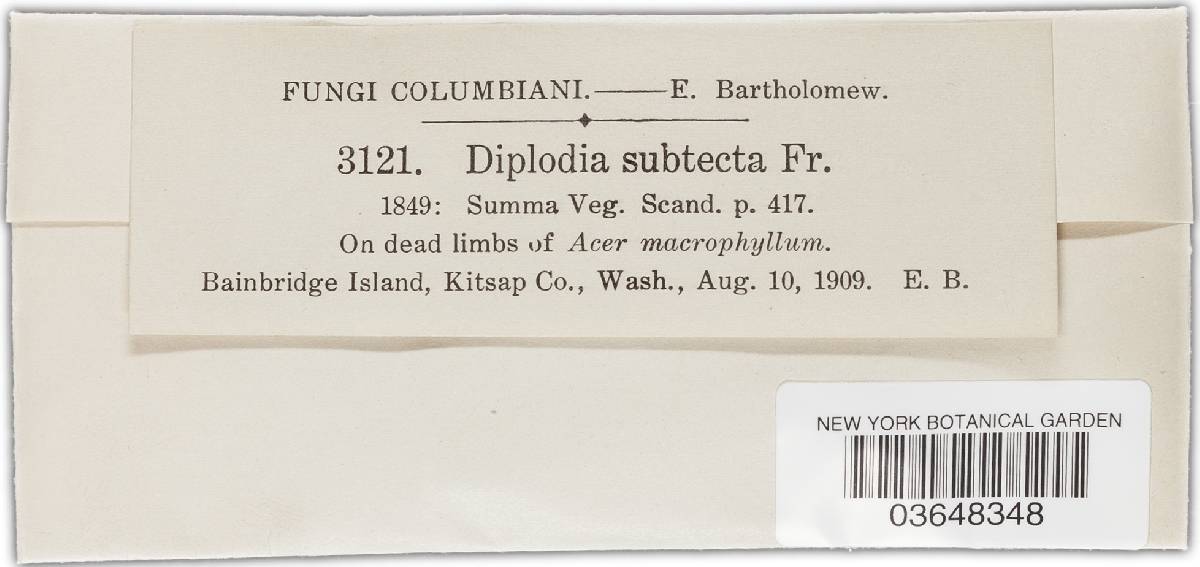 FUNGI COLUMBIANI.——E. Bartholomew.
3121. Diplodia subtecta Fr.
1849: Summa Veg. Scand. p. 417.
On dead limbs of Acer macrophyllum.
Bainbridge Island, Kitsap Co., Wash., Aug. 10, 1909. E. B.
NEW YORK BOTANICAL GARDEN
03648348